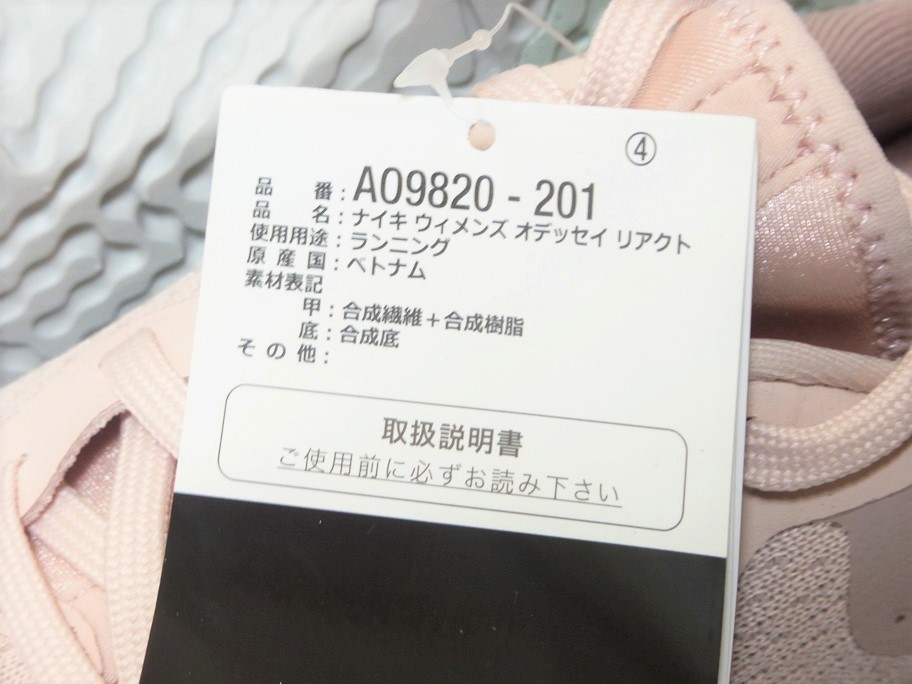 ④
品 番：AO9820 - 201
品 名：ナイキ ウィメンズ オデッセイ リアクト
使用用途：ランニング
原 産 国：ベトナム
素材表記
甲：合成繊維＋合成樹脂
底：合成底
そ の 他：
取扱説明書
ご使用前に必ずお読み下さい